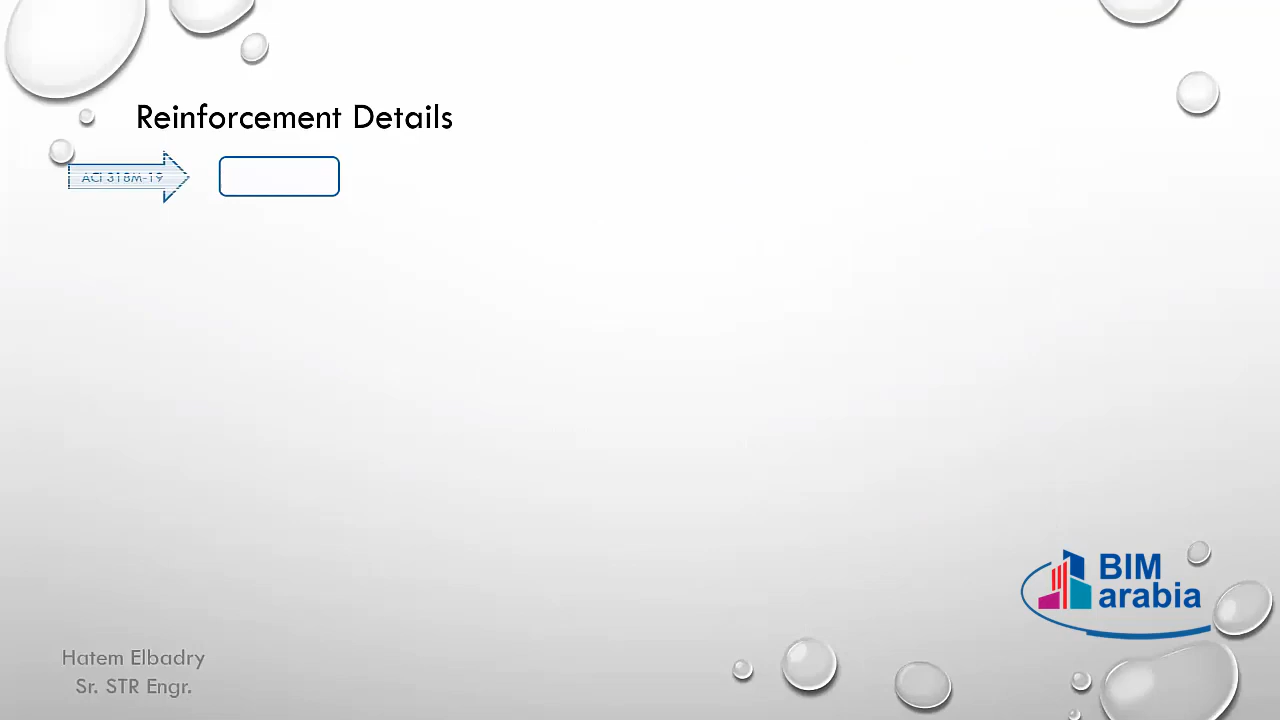 Reinforcement Details
ACI 318M-19
BIM
arabia
Hatem Elbadry
Sr. STR Engr.